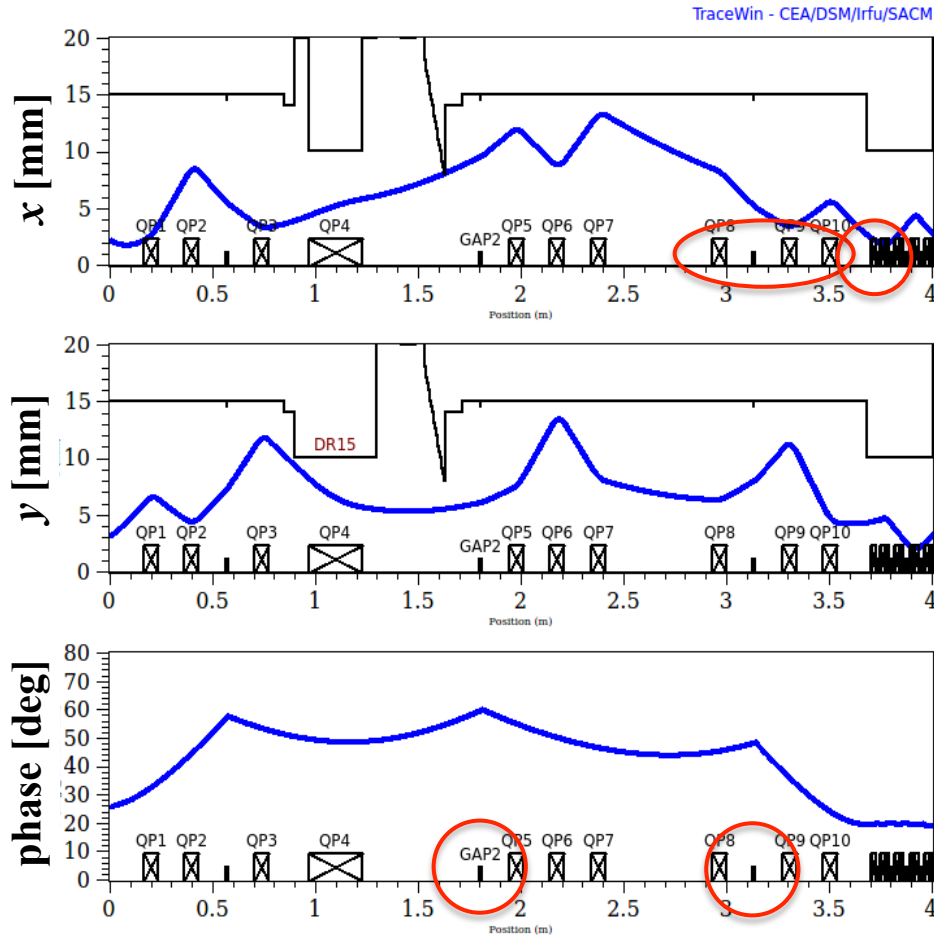 TraceWin - CEA/DSM/Irfu/SACM
x [mm]
20
15
10
5
0
QP1 QP2 QP3 QP4 GAP2 QP5 QP6 QP7 QP8 QP9 QP10
0 0.5 1 1.5 2 2.5 3 3.5 4
Position (m)
y [mm]
20
15
10
5
0
DR15
QP1 QP2 QP3 QP4 GAP2 QP5 QP6 QP7 QP8 QP9 QP10
0 0.5 1 1.5 2 2.5 3 3.5 4
Position (m)
phase [deg]
80
70
60
50
40
30
20
10
0
QP1 QP2 QP3 QP4 GAP2 QP5 QP6 QP7 QP8 QP9 QP10
0 0.5 1 1.5 2 2.5 3 3.5 4
Position (m)